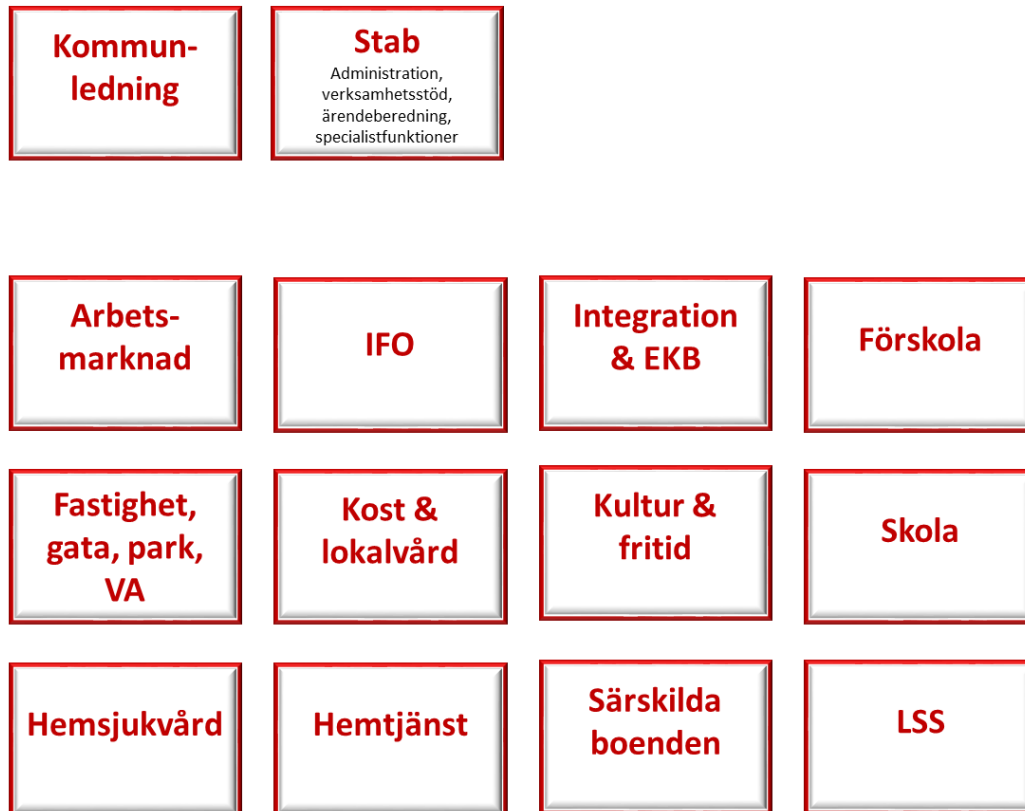 Kommun-
ledning
Stab
Administration,
verksamhetsstöd,
ärendeberedning,
specialistfunktioner
Arbets-
marknad
IFO
Integration
& EKB
Förskola
Fastighet,
gata, park,
VA
Kost &
lokalvård
Kultur &
fritid
Skola
Hemsjukvård
Hemtjänst
Särskilda
boenden
LSS